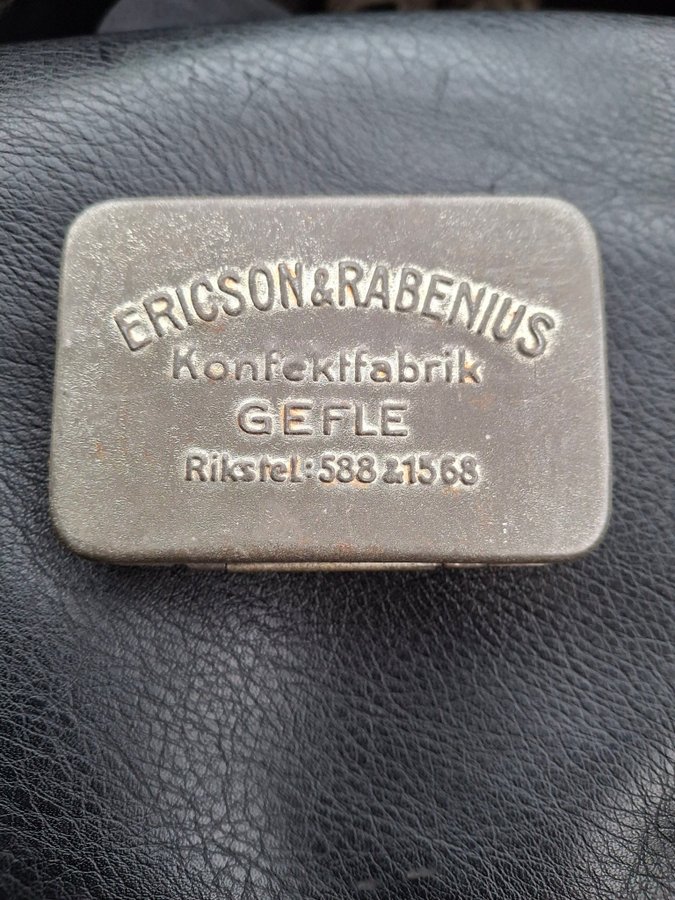 ERICSON & RABENIUS
Konfektfabrik
GEFLE
Rikstel: 588 & 1568